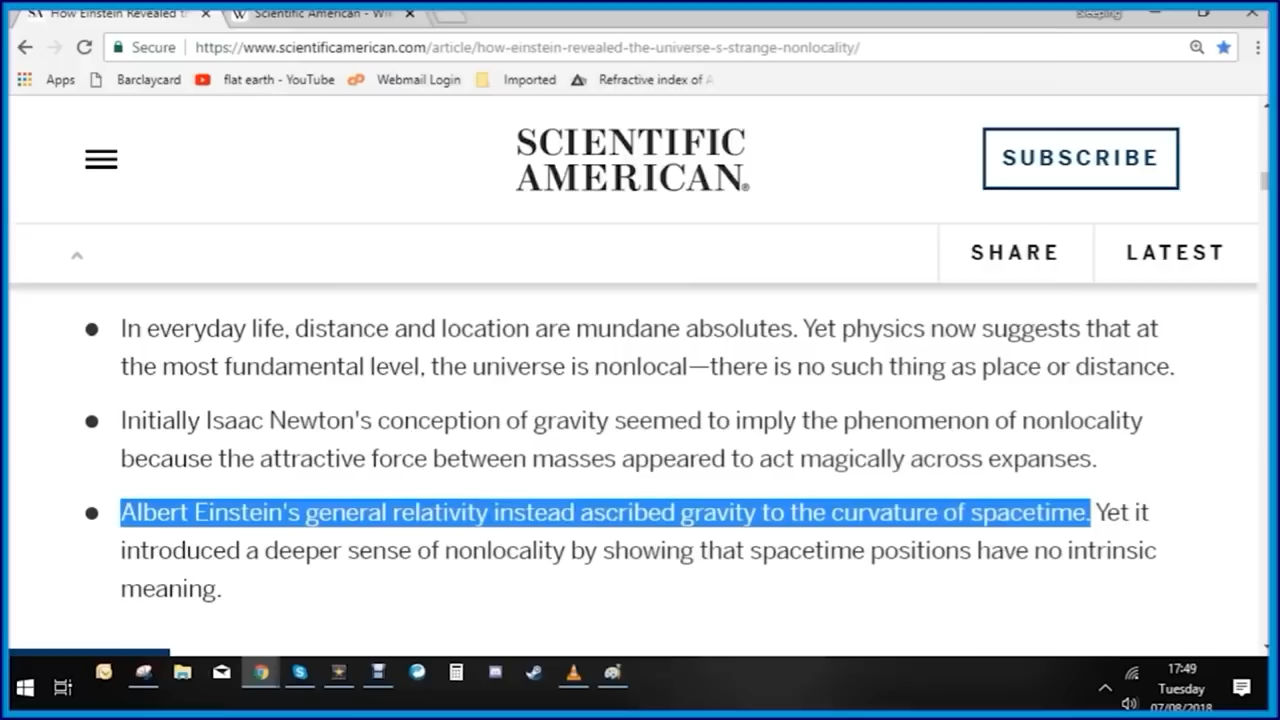 How Einstein Revealed
Scientific American - Wi
Sleeping
Secure
https://www.scientificamerican.com/article/how-einstein-revealed-the-universe-s-strange-nonlocality/
Apps Barclaycard flat earth - YouTube Webmail Login Imported Refractive index of
SCIENTIFIC
AMERICAN®
SUBSCRIBE
SHARE LATEST
● In everyday life, distance and location are mundane absolutes. Yet physics now suggests that at
the most fundamental level, the universe is nonlocal—there is no such thing as place or distance.
● Initially Isaac Newton's conception of gravity seemed to imply the phenomenon of nonlocality
because the attractive force between masses appeared to act magically across expanses.
● Albert Einstein's general relativity instead ascribed gravity to the curvature of spacetime. Yet it
introduced a deeper sense of nonlocality by showing that spacetime positions have no intrinsic
meaning.
17:49
Tuesday
07/08/2018